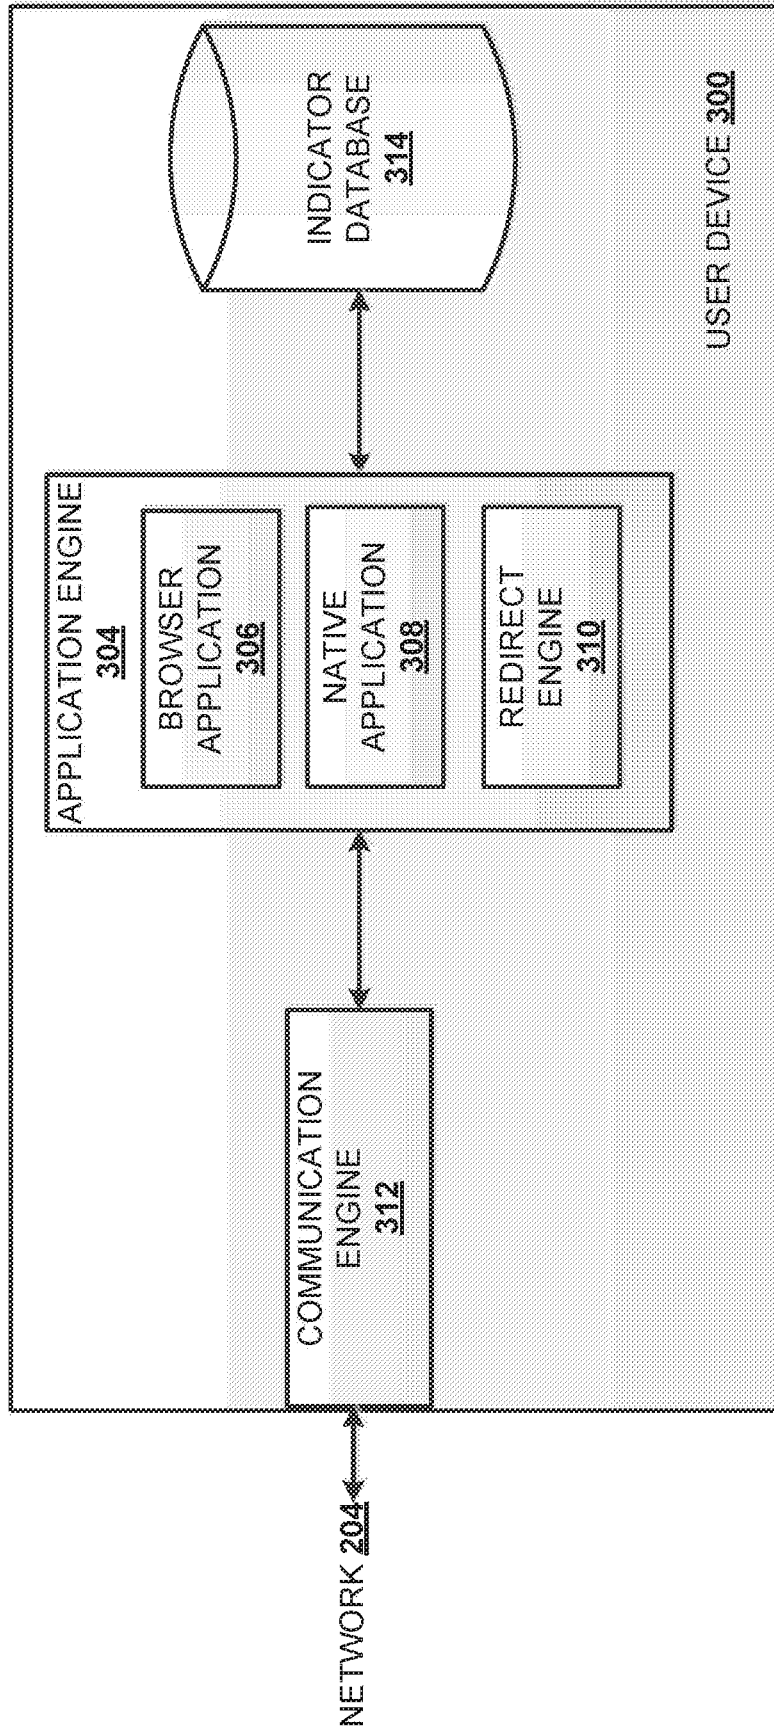 NETWORK 204
COMMUNICATION
ENGINE
312
APPLICATION ENGINE
304
BROWSER
APPLICATION
306
NATIVE
APPLICATION
308
REDIRECT
ENGINE
310
INDICATOR
DATABASE
314
USER DEVICE 300